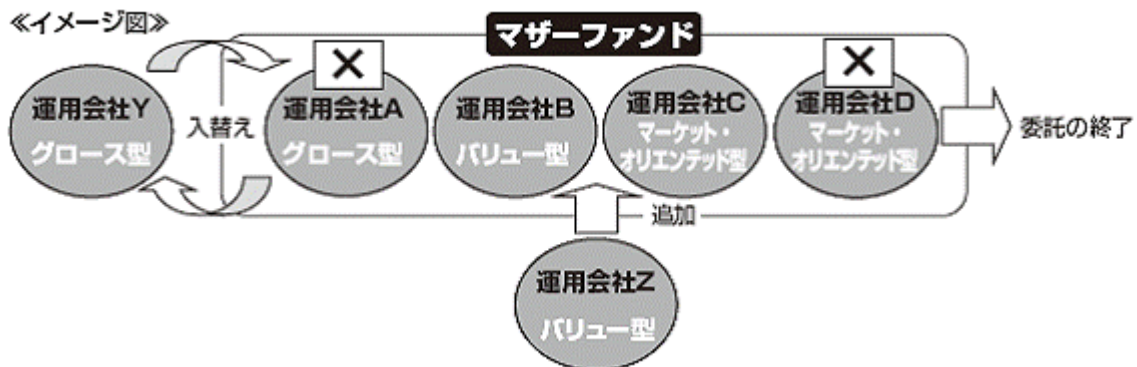 ≪イメージ図≫
マザーファンド
×
×
運用会社Y
グロース型
入替え
運用会社A
グロース型
運用会社B
バリュー型
運用会社C
マーケット・
オリエンテッド型
運用会社D
マーケット・
オリエンテッド型
委託の終了
追加
運用会社Z
バリュー型